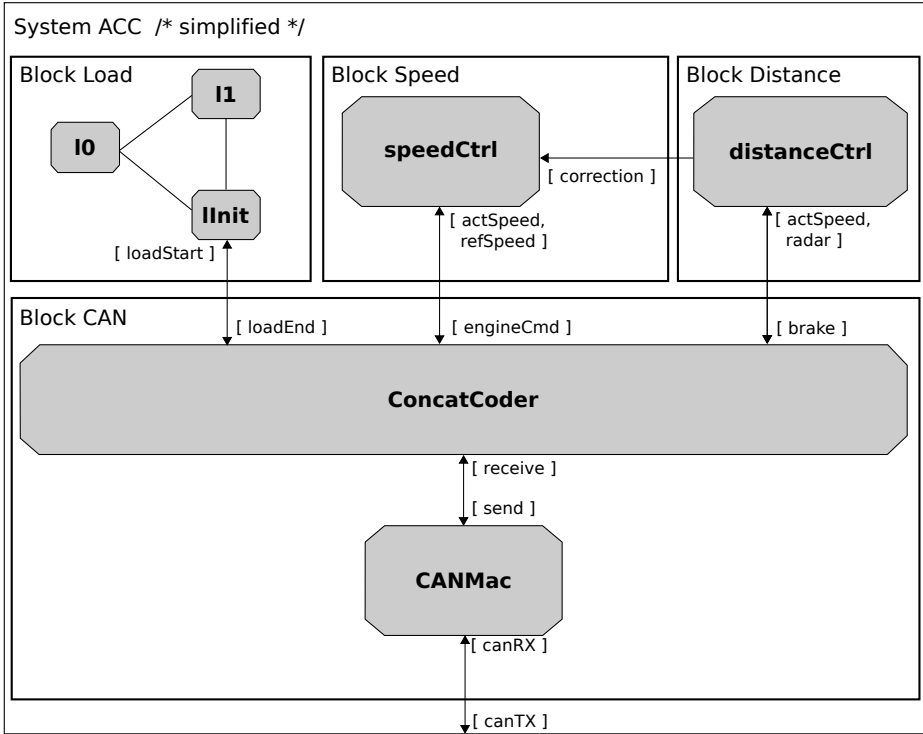 System ACC /* simplified */
Block Load
l1
l0
lInit
[ loadStart ]
Block Speed
speedCtrl
[ correction ]
[ actSpeed,
refSpeed ]
Block Distance
distanceCtrl
[ actSpeed,
radar ]
Block CAN
[ loadEnd ]
[ engineCmd ]
[ brake ]
ConcatCoder
[ receive ]
[ send ]
CANMac
[ canRX ]
[ canTX ]